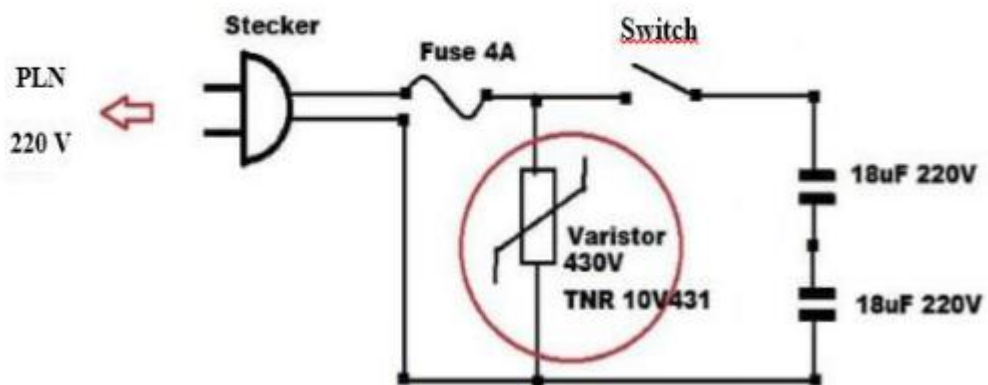 Stecker
PLN
220 V
Fuse 4A
Switch
Varistor
430V
TNR 10V431
18uF 220V
18uF 220V